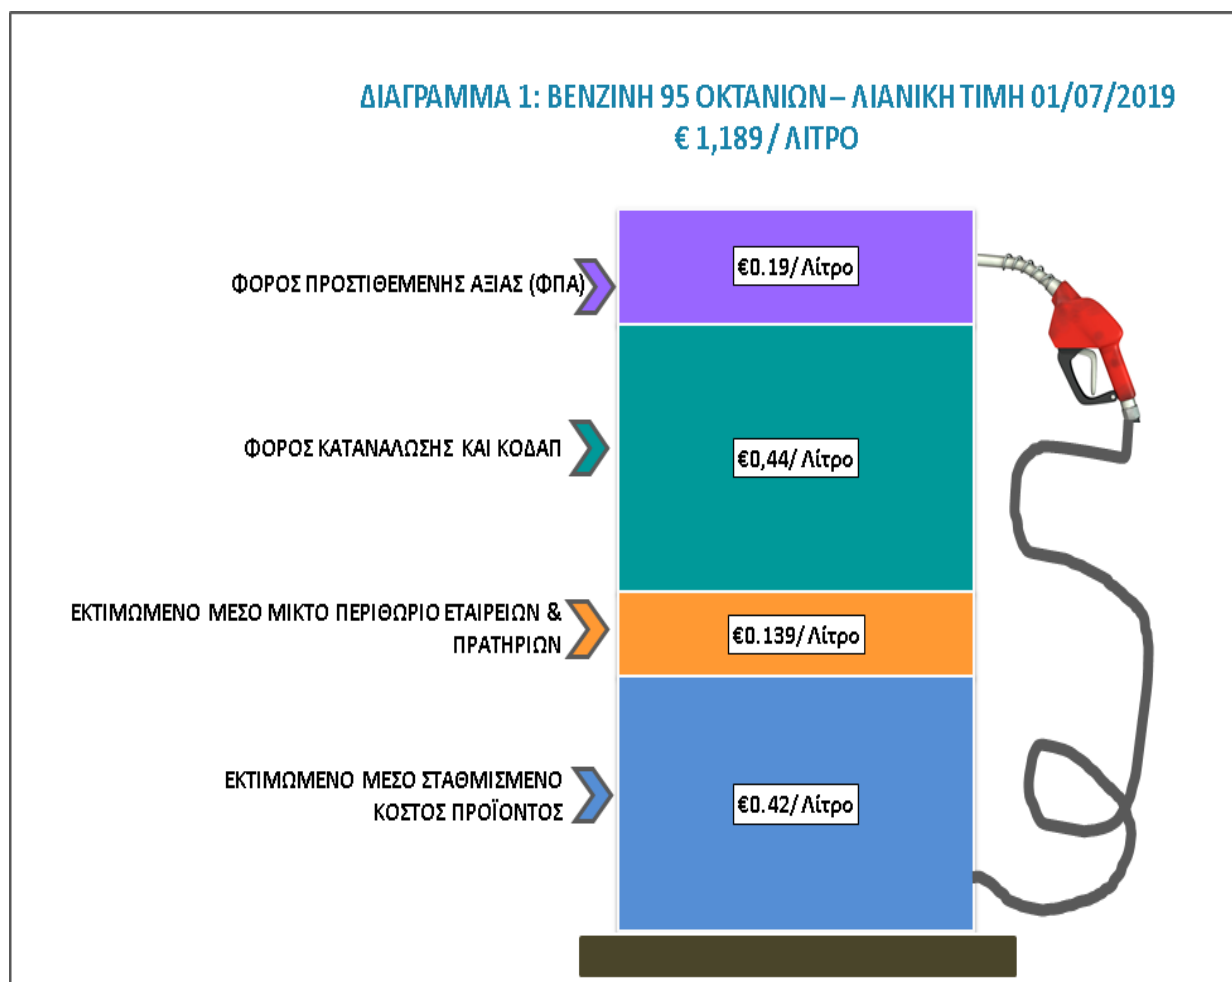 ΔΙΑΓΡΑΜΜΑ 1: ΒΕΝΖΙΝΗ 95 ΟΚΤΑΝΙΩΝ – ΛΙΑΝΙΚΗ ΤΙΜΗ 01/07/2019
€ 1,189 / ΛΙΤΡΟ
€0.19/ Λίτρο
ΦΟΡΟΣ ΠΡΟΣΤΙΘΕΜΕΝΗΣ ΑΞΙΑΣ (ΦΠΑ)
ΦΟΡΟΣ ΚΑΤΑΝΑΛΩΣΗΣ ΚΑΙ ΚΟΔΑΠ
€0,44/ Λίτρο
ΕΚΤΙΜΩΜΕΝΟ ΜΕΣΟ ΜΙΚΤΟ ΠΕΡΙΘΩΡΙΟ ΕΤΑΙΡΕΙΩΝ &
ΠΡΑΤΗΡΙΩΝ
€0.139/ Λίτρο
ΕΚΤΙΜΩΜΕΝΟ ΜΕΣΟ ΣΤΑΘΜΙΣΜΕΝΟ
ΚΟΣΤΟΣ ΠΡΟΪΟΝΤΟΣ
€0.42/ Λίτρο